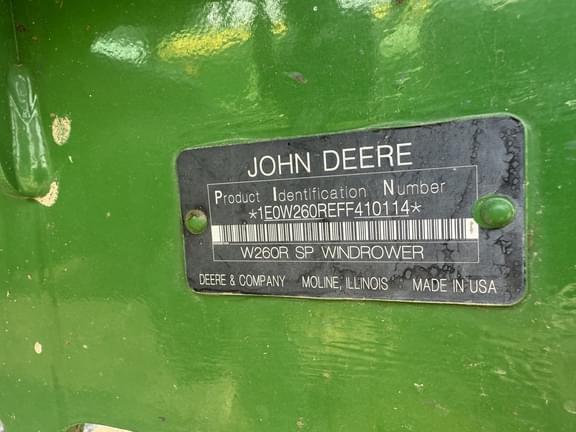 JOHN DEERE
Product Identification Number
*1E0W260REFF410114*
W260R SP WINDROWER
DEERE & COMPANY MOLINE, ILLINOIS MADE IN USA